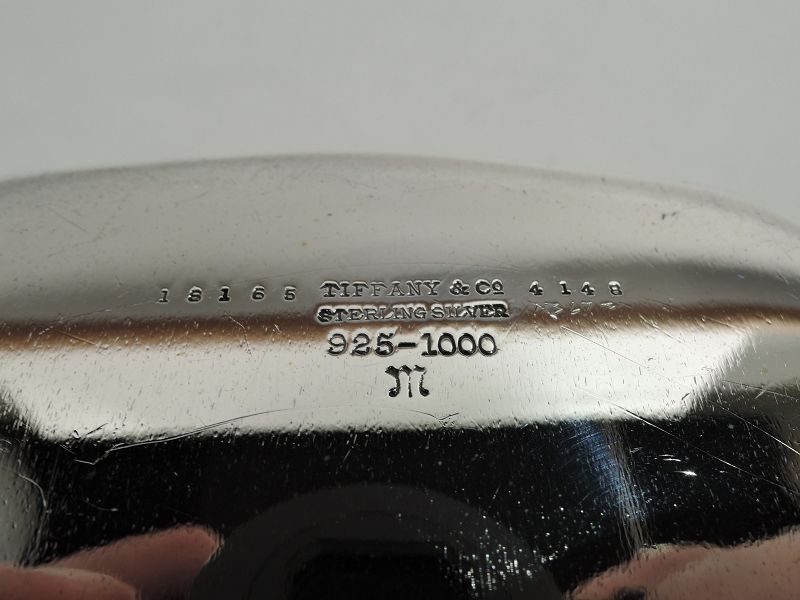 18165 TIFFANY & Co 4148
STERLING SILVER
925-1000
M